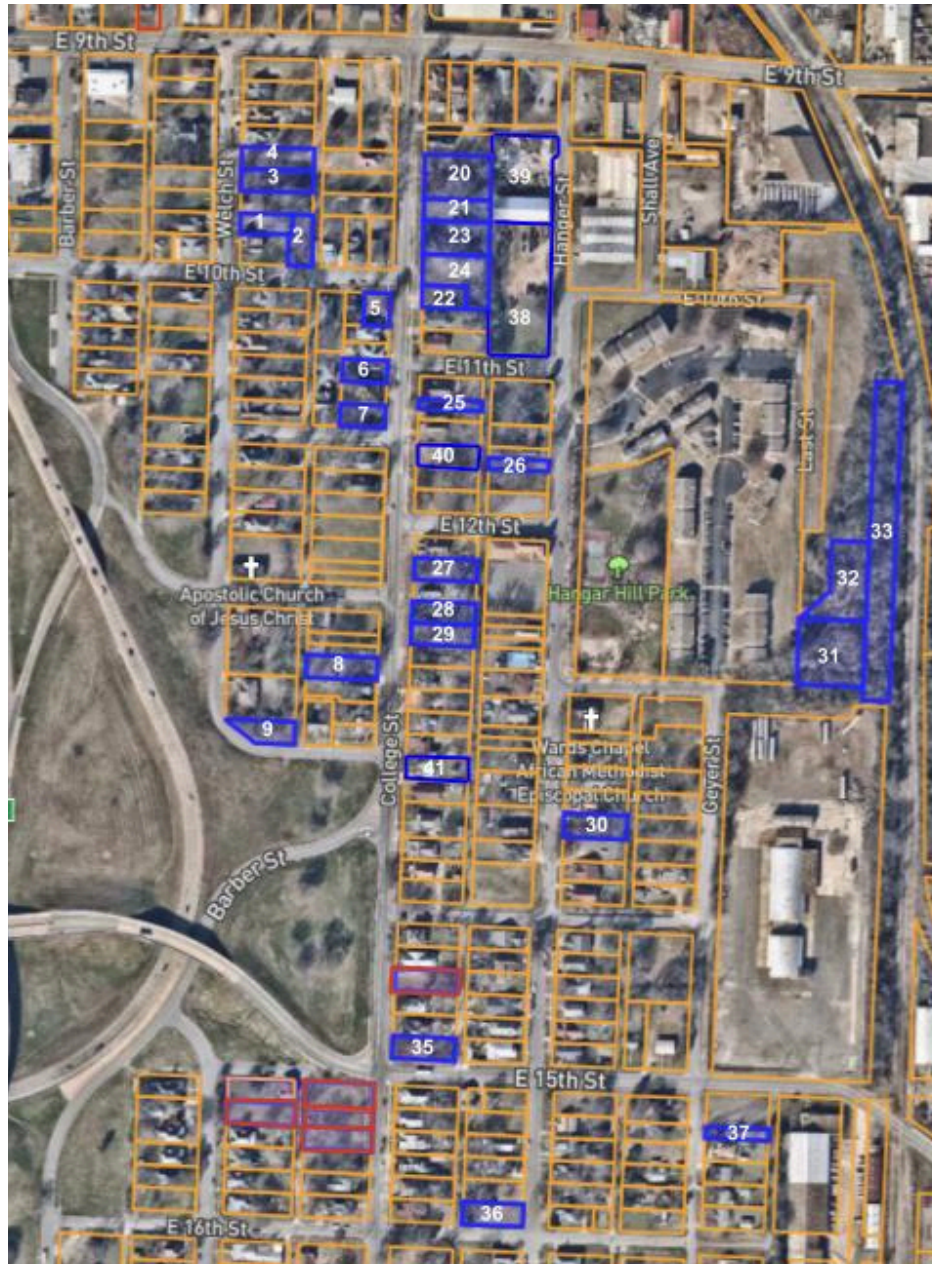 E 9th St
E 9th St
Barber St
Welch St
4
3
1
2
E 10th St
20
39
21
23
24
22
38
Hanger St
Shall Ave
E 10th St
5
6
7
E 11th St
25
40
26
E 12th St
Last St
33
32
31
27
28
29
Apostolic Church
of Jesus Christ
Hangar Hill Park
8
9
College St
41
Wards Chapel
African Methodist
Episcopal Church
30
Geyer St
Barber St
35
E 15th St
37
36
E 16th St